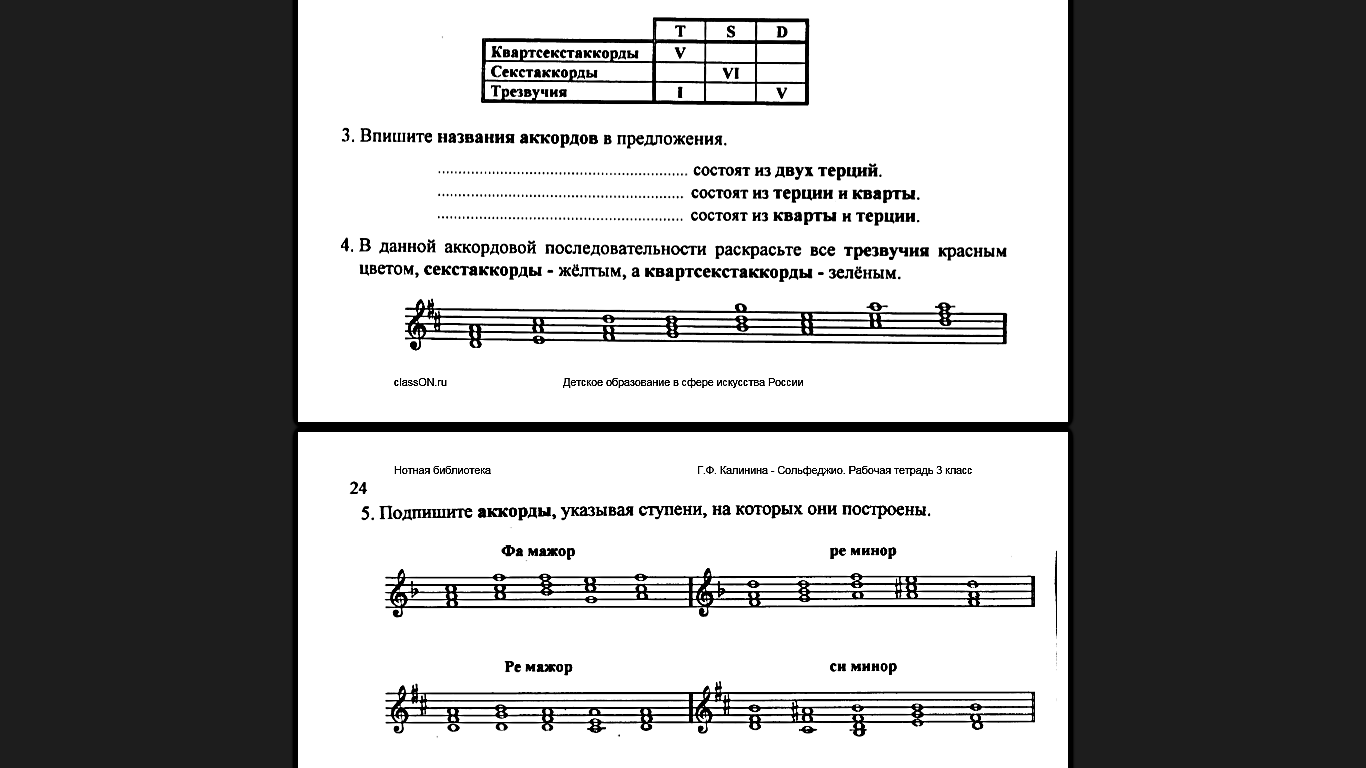 T S D
Квартсекстаккорды V
Секстаккорды VI
Трезвучия I V
3. Впишите названия аккордов в предложения.
............................................................ состоят из двух терций.
............................................................ состоят из терции и кварты.
............................................................ состоят из кварты и терции.
4. В данной аккордовой последовательности раскрасьте все трезвучия красным
цветом, секстаккорды - жёлтым, а квартсекстаккорды - зелёным.
classON.ru Детское образование в сфере искусства России
Нотная библиотека Г.Ф. Калинина - Сольфеджио. Рабочая тетрадь 3 класс
24
5. Подпишите аккорды, указывая ступени, на которых они построены.
Фа мажор ре минор
Ре мажор си минор